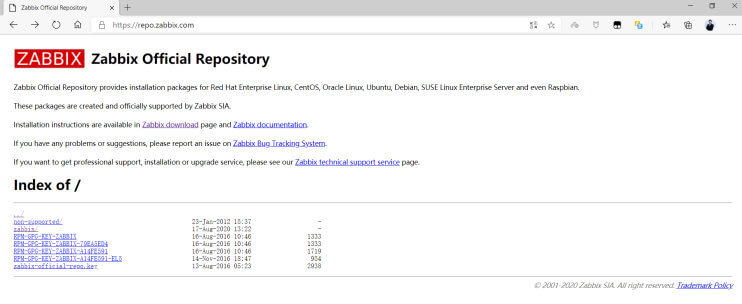 Zabbix Official Repository
https://repo.zabbix.com
ZABBIX Zabbix Official Repository
Zabbix Official Repository provides installation packages for Red Hat Enterprise Linux, CentOS, Oracle Linux, Ubuntu, Debian, SUSE Linux Enterprise Server and even Raspbian.
These packages are created and officially supported by Zabbix SIA.
Installation instructions are available in Zabbix download page and Zabbix documentation.
If you have any problems or suggestions, please report an issue on Zabbix Bug Tracking System.
If you want to get professional support, installation or upgrade service, please see our Zabbix technical support service page.
Index of /
../
non-supported/ 23-Jan-2012 15:37 -
zabbix/ 17-Aug-2020 13:22 -
RPM-GPG-KEY-ZABBIX 16-Aug-2016 10:46 1333
RPM-GPG-KEY-ZABBIX-79EA5ED4 16-Aug-2016 10:46 1333
RPM-GPG-KEY-ZABBIX-A14FE591 16-Aug-2016 10:46 1719
RPM-GPG-KEY-ZABBIX-A14FE591-EL5 14-Nov-2016 18:47 954
zabbix-official-repo.key 13-Aug-2016 05:23 2938
© 2001-2020 Zabbix SIA. All right reserved. Trademark Policy